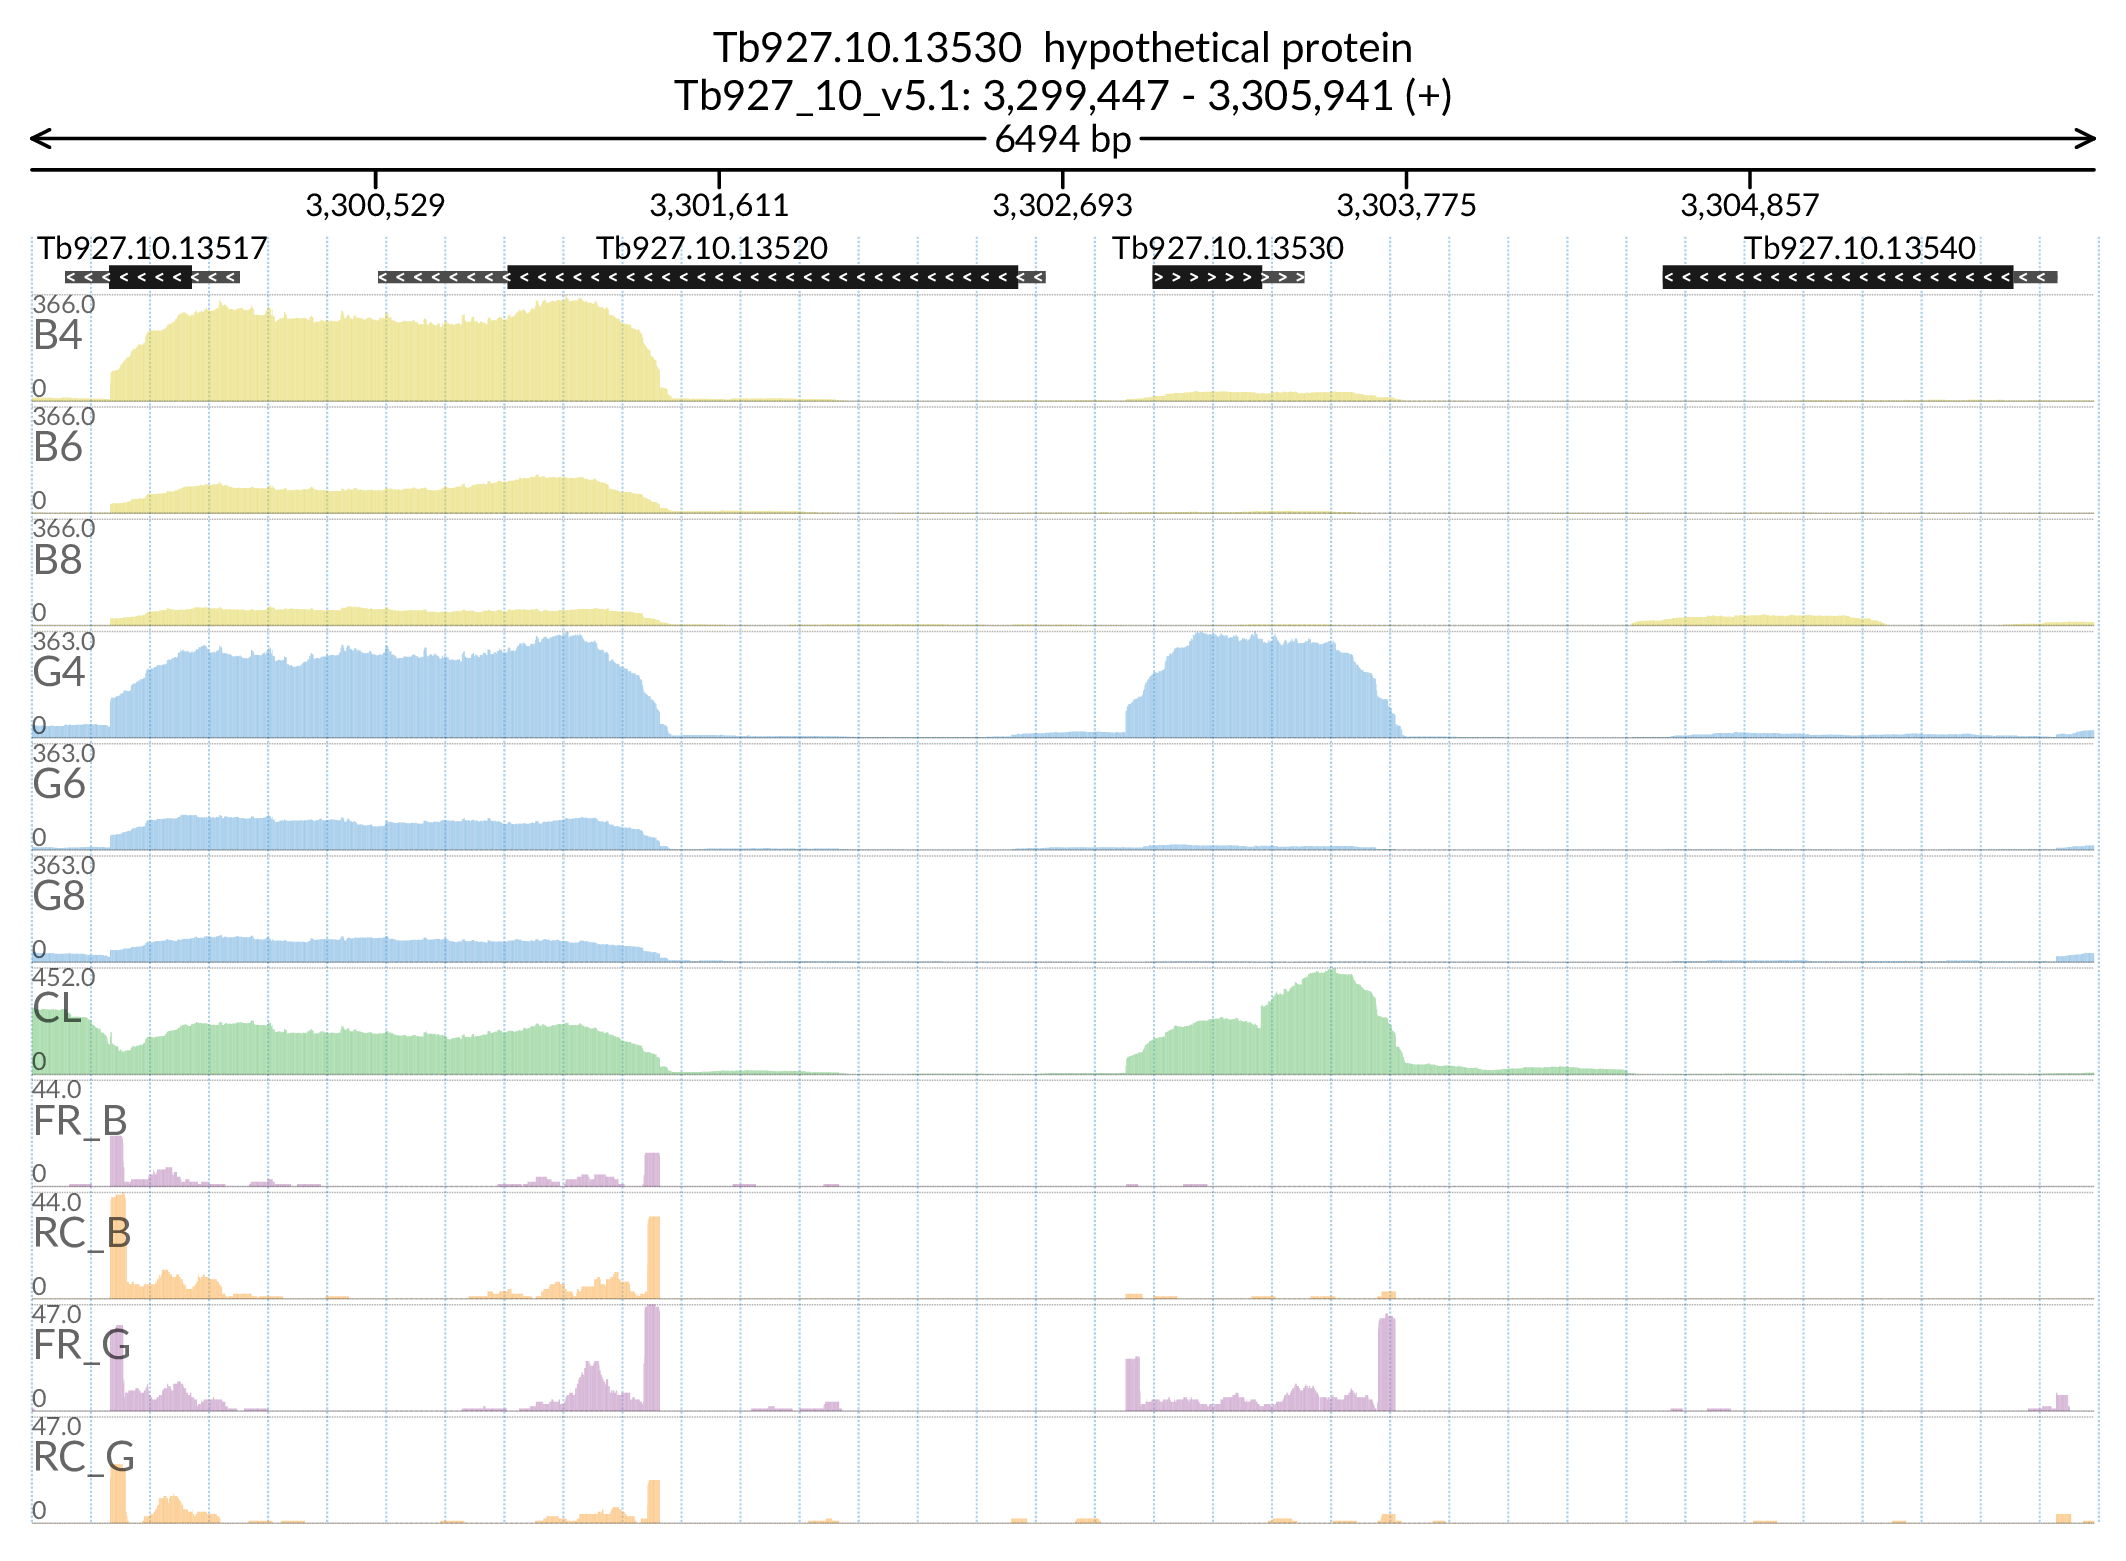 Tb927.10.13530  hypothetical protein
Tb927_10_v5.1: 3,299,447 - 3,305,941 (+)
6494 bp
3,300,529 3,301,611 3,302,693 3,303,775 3,304,857
Tb927.10.13517 Tb927.10.13520 Tb927.10.13530 Tb927.10.13540
366.0
B4
0
366.0
B6
0
366.0
B8
0
363.0
G4
0
363.0
G6
0
363.0
G8
0
452.0
CL
0
44.0
FR_B
0
44.0
RC_B
0
47.0
FR_G
0
47.0
RC_G
0